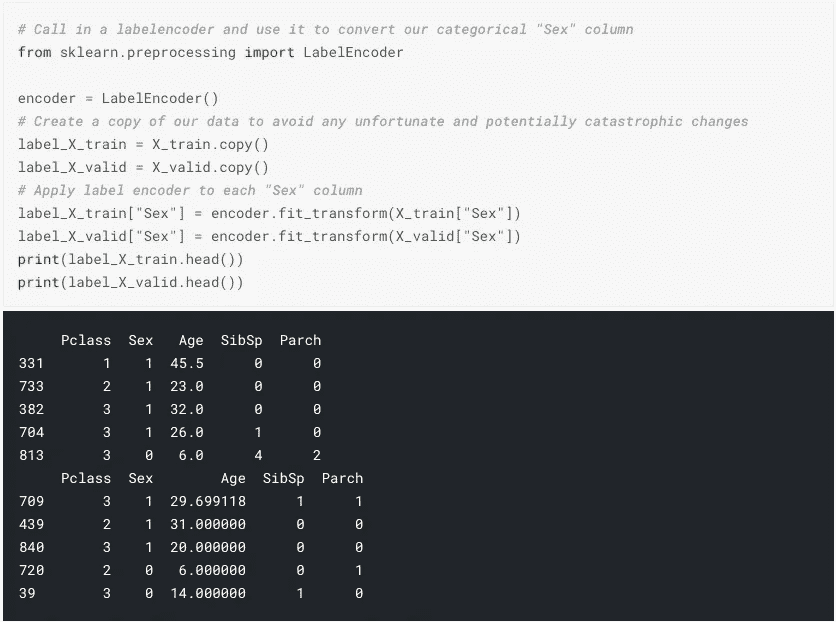 # Call in a labelencoder and use it to convert our categorical "Sex" column
from sklearn.preprocessing import LabelEncoder
encoder = LabelEncoder()
# Create a copy of our data to avoid any unfortunate and potentially catastrophic changes
label_X_train = X_train.copy()
label_X_valid = X_valid.copy()
# Apply label encoder to each "Sex" column
label_X_train["Sex"] = encoder.fit_transform(X_train["Sex"])
label_X_valid["Sex"] = encoder.fit_transform(X_valid["Sex"])
print(label_X_train.head())
print(label_X_valid.head())
Pclass Sex Age SibSp Parch
331 1 1 45.5 0 0
733 2 1 23.0 0 0
382 3 1 32.0 0 0
704 3 1 26.0 1 0
813 3 0 6.0 4 2
Pclass Sex Age SibSp Parch
709 3 1 29.699118 1 1
439 2 1 31.000000 0 0
840 3 1 20.000000 0 0
720 2 0 6.000000 0 1
39 3 0 14.000000 1 0